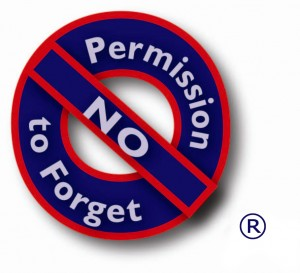 Permission
NO
to Forget
®